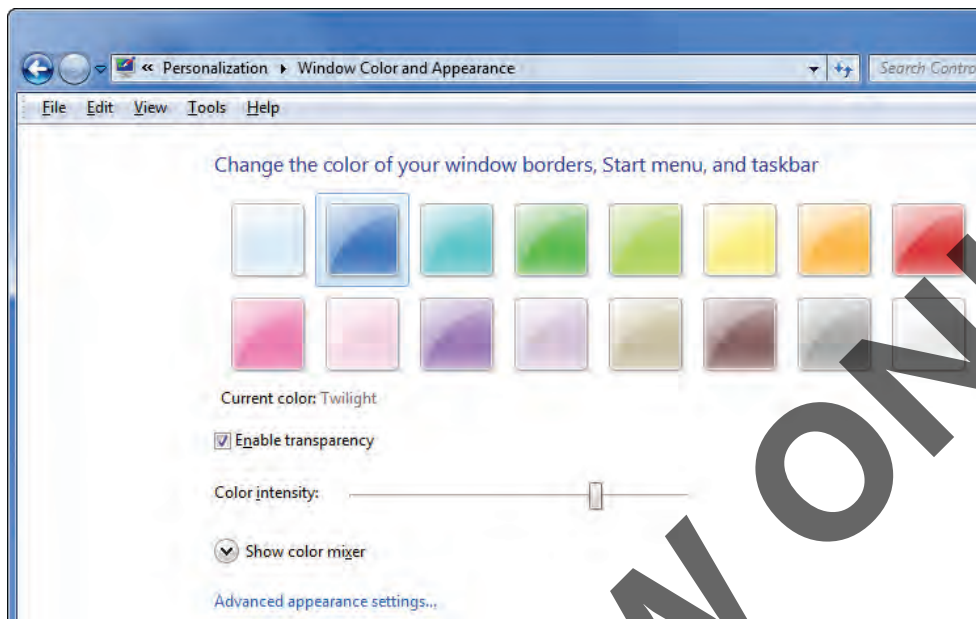 « Personalization ▸ Window Color and Appearance
Search Contro
File Edit View Tools Help
Change the color of your window borders, Start menu, and taskbar
Current color: Twilight
Enable transparency
Color intensity:
Show color mixer
Advanced appearance settings...
W ON